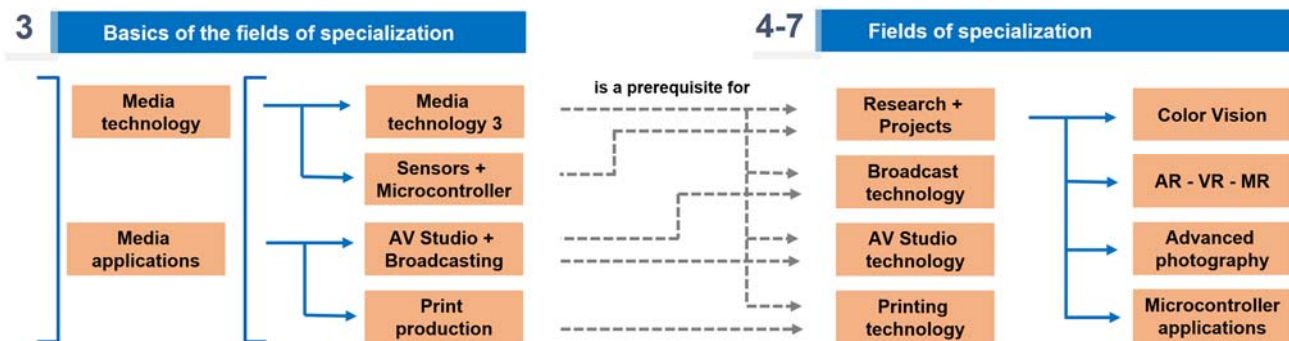 3
Basics of the fields of specialization
4-7
Fields of specialization
Media
technology
Media
applications
Media
technology 3
Sensors +
Microcontroller
AV Studio +
Broadcasting
Print
production
is a prerequisite for
Research +
Projects
Broadcast
technology
AV Studio
technology
Printing
technology
Color Vision
AR - VR - MR
Advanced
photography
Microcontroller
applications